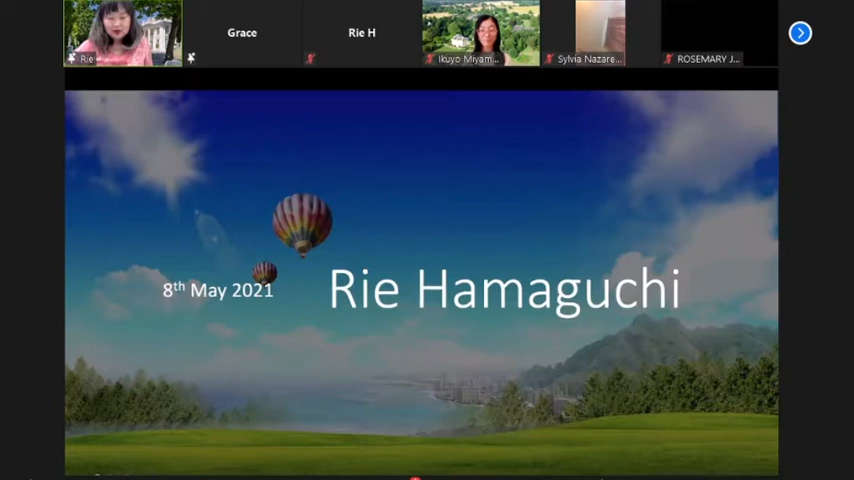 Grace
Rie H
Rie
Ikuyo Miyam...
Sylvia Nazare...
ROSEMARY J...
8th May 2021
Rie Hamaguchi